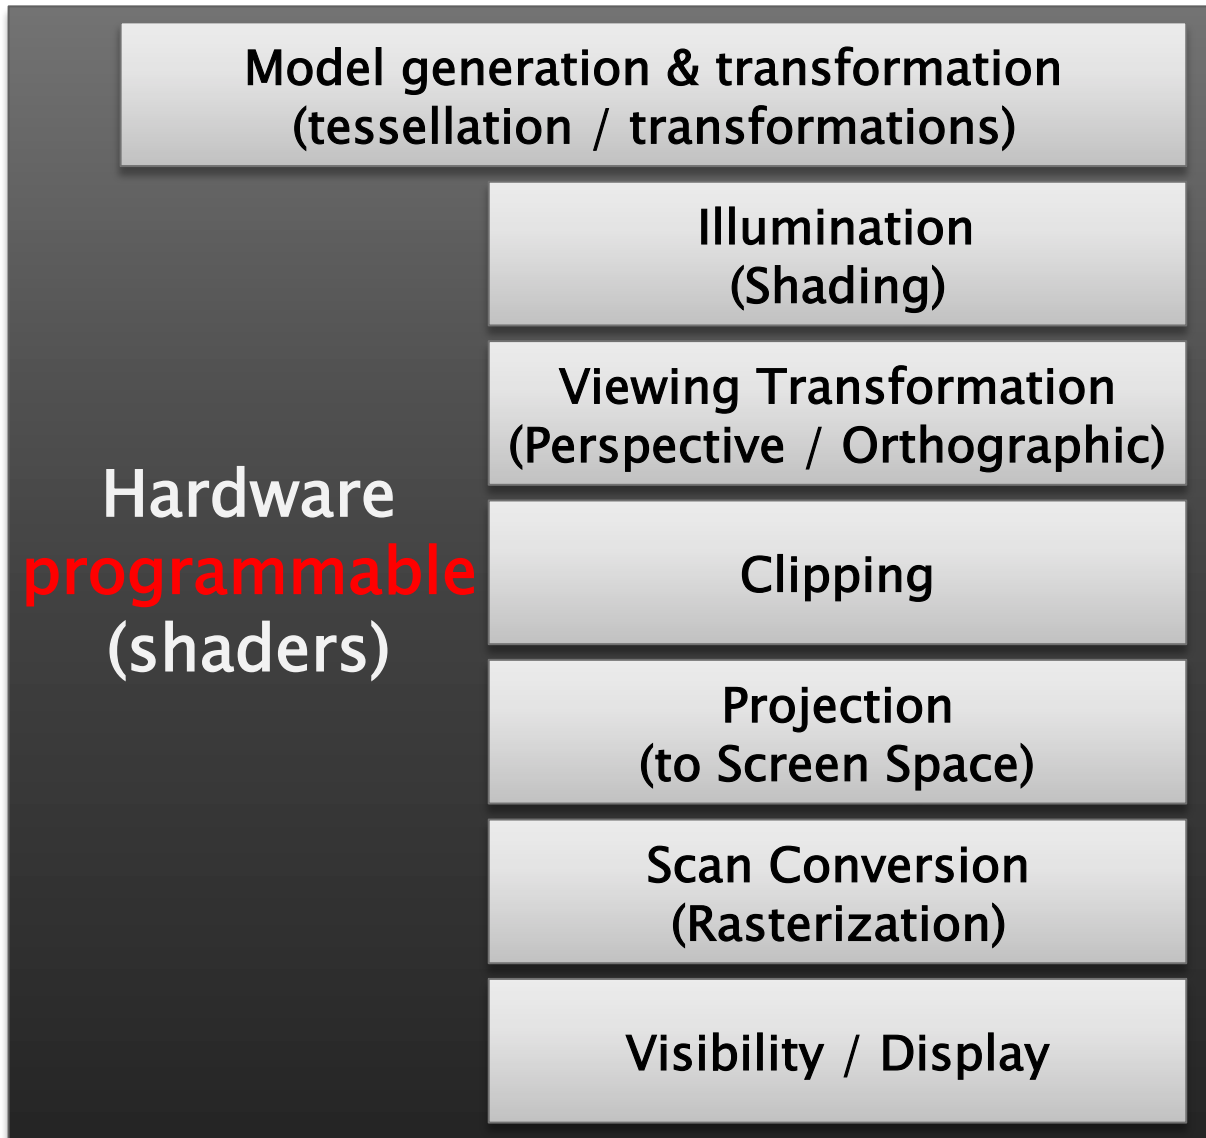 Model generation & transformation
(tessellation / transformations)
Illumination
(Shading)
Viewing Transformation
(Perspective / Orthographic)
Hardware
programmable
(shaders)
Clipping
Projection
(to Screen Space)
Scan Conversion
(Rasterization)
Visibility / Display